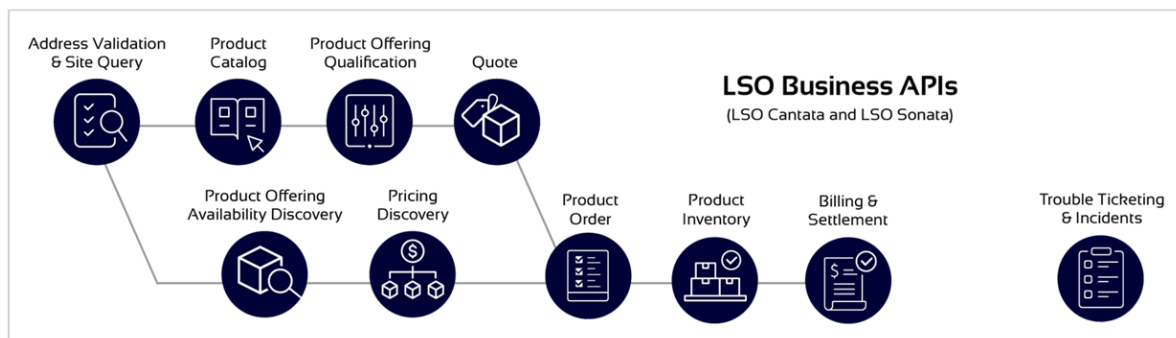 Address Validation
& Site Query
Product
Catalog
Product Offering
Qualification
Quote
LSO Business APIs
(LSO Cantata and LSO Sonata)
Product Offering
Availability Discovery
Pricing
Discovery
Product
Order
Product
Inventory
Billing &
Settlement
Trouble Ticketing
& Incidents
$
$